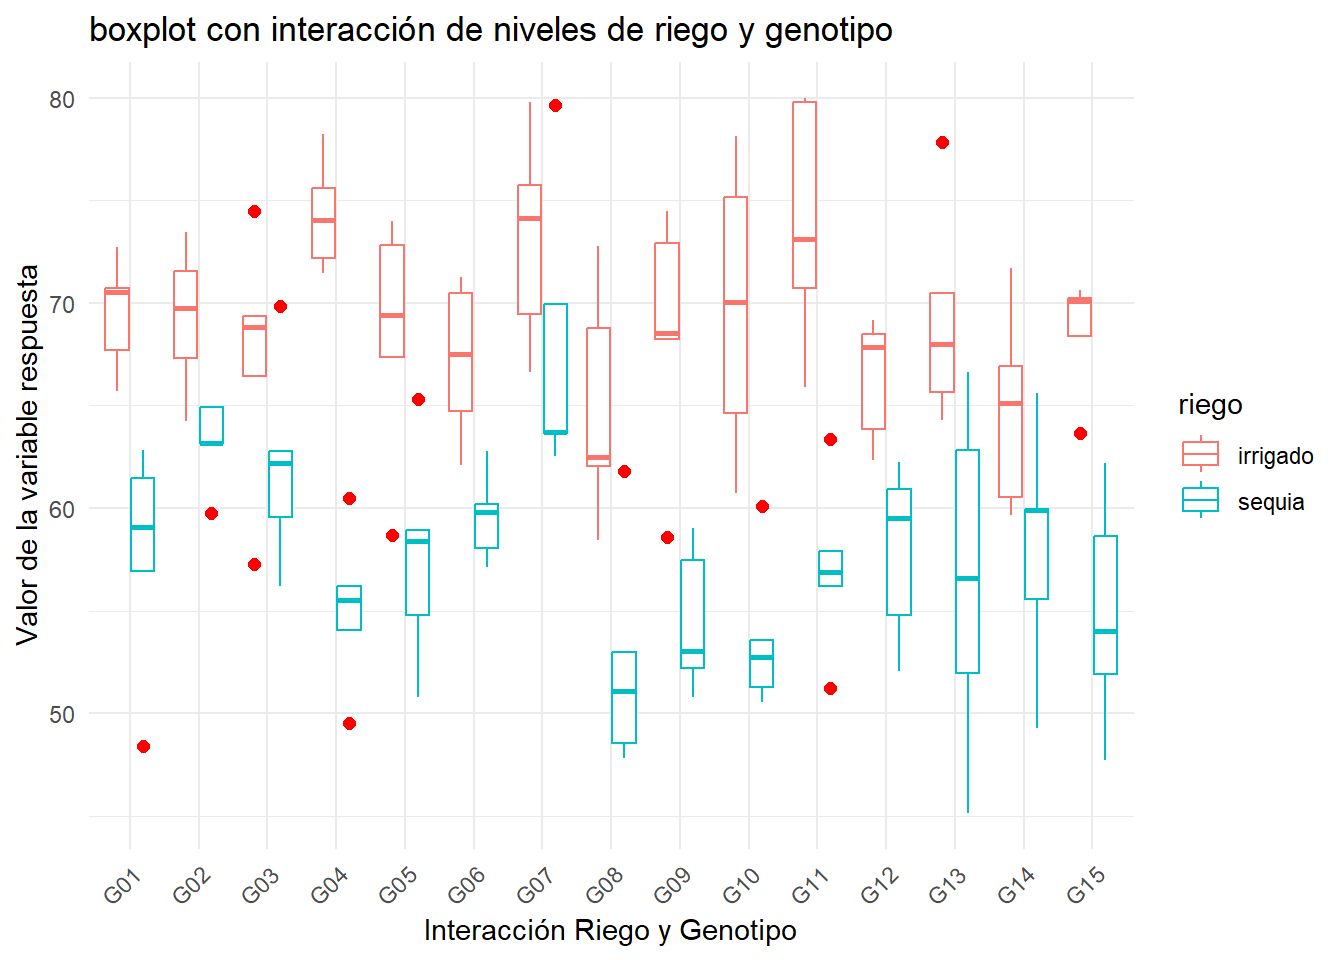 boxplot con interacción de niveles de riego y genotipo
Valor de la variable respuesta
80
70
60
50
G01
G02
G03
G04
G05
G06
G07
G08
G09
G10
G11
G12
G13
G14
G15
Interacción Riego y Genotipo
riego
irrigado
sequia